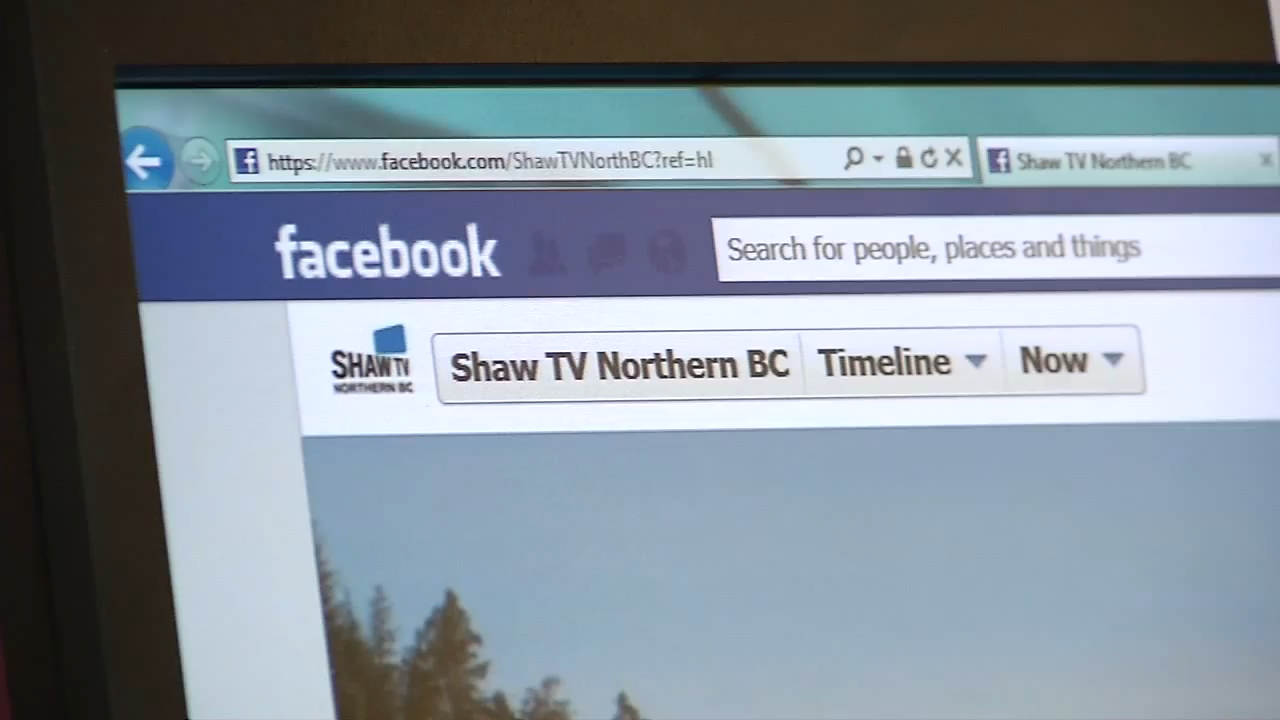 https://www.facebook.com/ShawTVNorthBC?ref=hl
Shaw TV Northern BC
facebook
Search for people, places and things
SHAW TV
NORTHERN BC
Shaw TV Northern BC
Timeline
Now